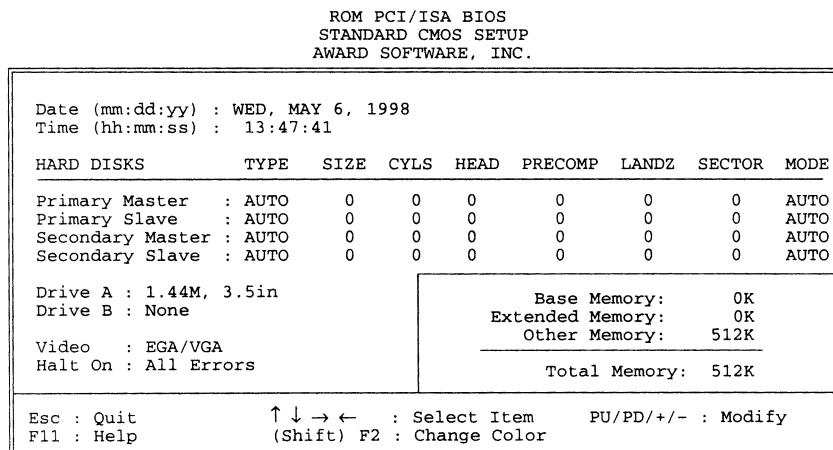 ROM PCI/ISA BIOS
STANDARD CMOS SETUP
AWARD SOFTWARE, INC.
Date (mm:dd:yy) : WED, MAY 6, 1998
Time (hh:mm:ss) : 13:47:41
HARD DISKS TYPE SIZE CYLS HEAD PRECOMP LANDZ SECTOR MODE
Primary Master : AUTO 0 0 0 0 0 0 AUTO
Primary Slave : AUTO 0 0 0 0 0 0 AUTO
Secondary Master : AUTO 0 0 0 0 0 0 AUTO
Secondary Slave : AUTO 0 0 0 0 0 0 AUTO
Drive A : 1.44M, 3.5in
Drive B : None
Video : EGA/VGA
Halt On : All Errors
Base Memory: 0K
Extended Memory: 0K
Other Memory: 512K
Total Memory: 512K
Esc : Quit ↑ ↓ → ← : Select Item PU/PD/+/- : Modify
F11 : Help (Shift) F2 : Change Color